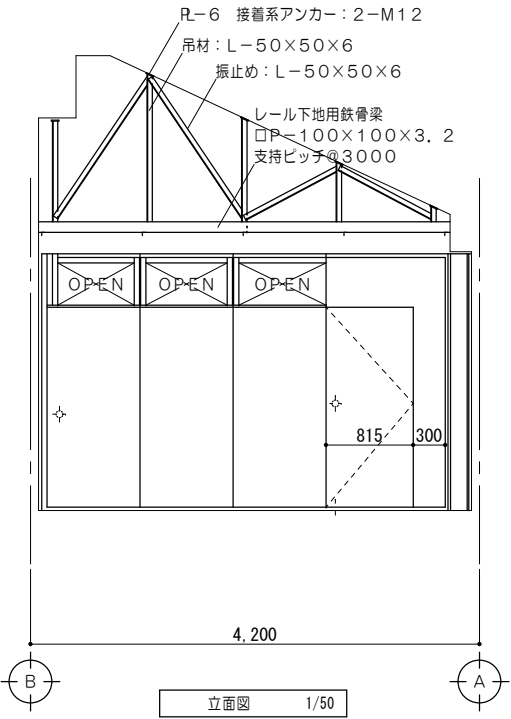 PL-6 接着系アンカー：2-M12
吊材：L-50×50×6
振止め：L-50×50×6
レール下地用鉄骨梁
□P-100×100×3.2
支持ピッチ@3000
OPEN OPEN OPEN
815 300
4,200
B A
立面図 1/50